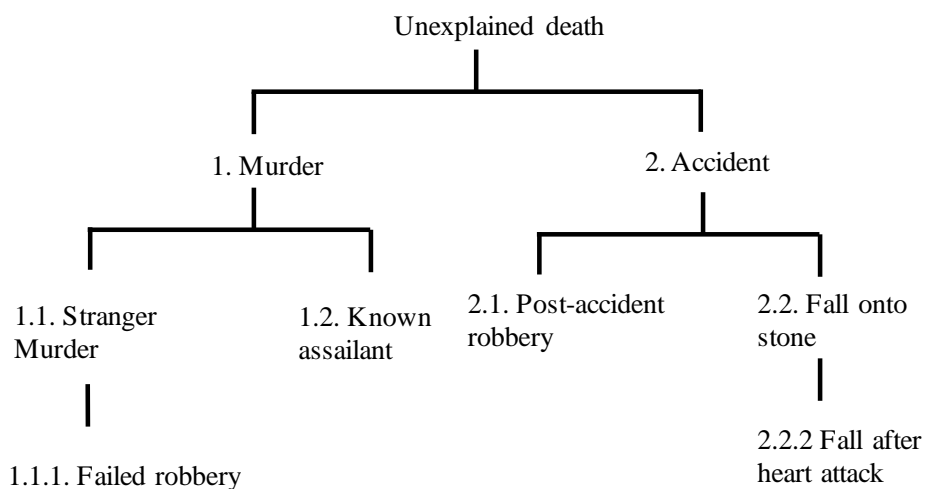 Unexplained death
1. Murder
2. Accident
1.1. Stranger
Murder
1.2. Known
assailant
2.1. Post-accident
robbery
2.2. Fall onto
stone
1.1.1. Failed robbery
2.2.2 Fall after
heart attack